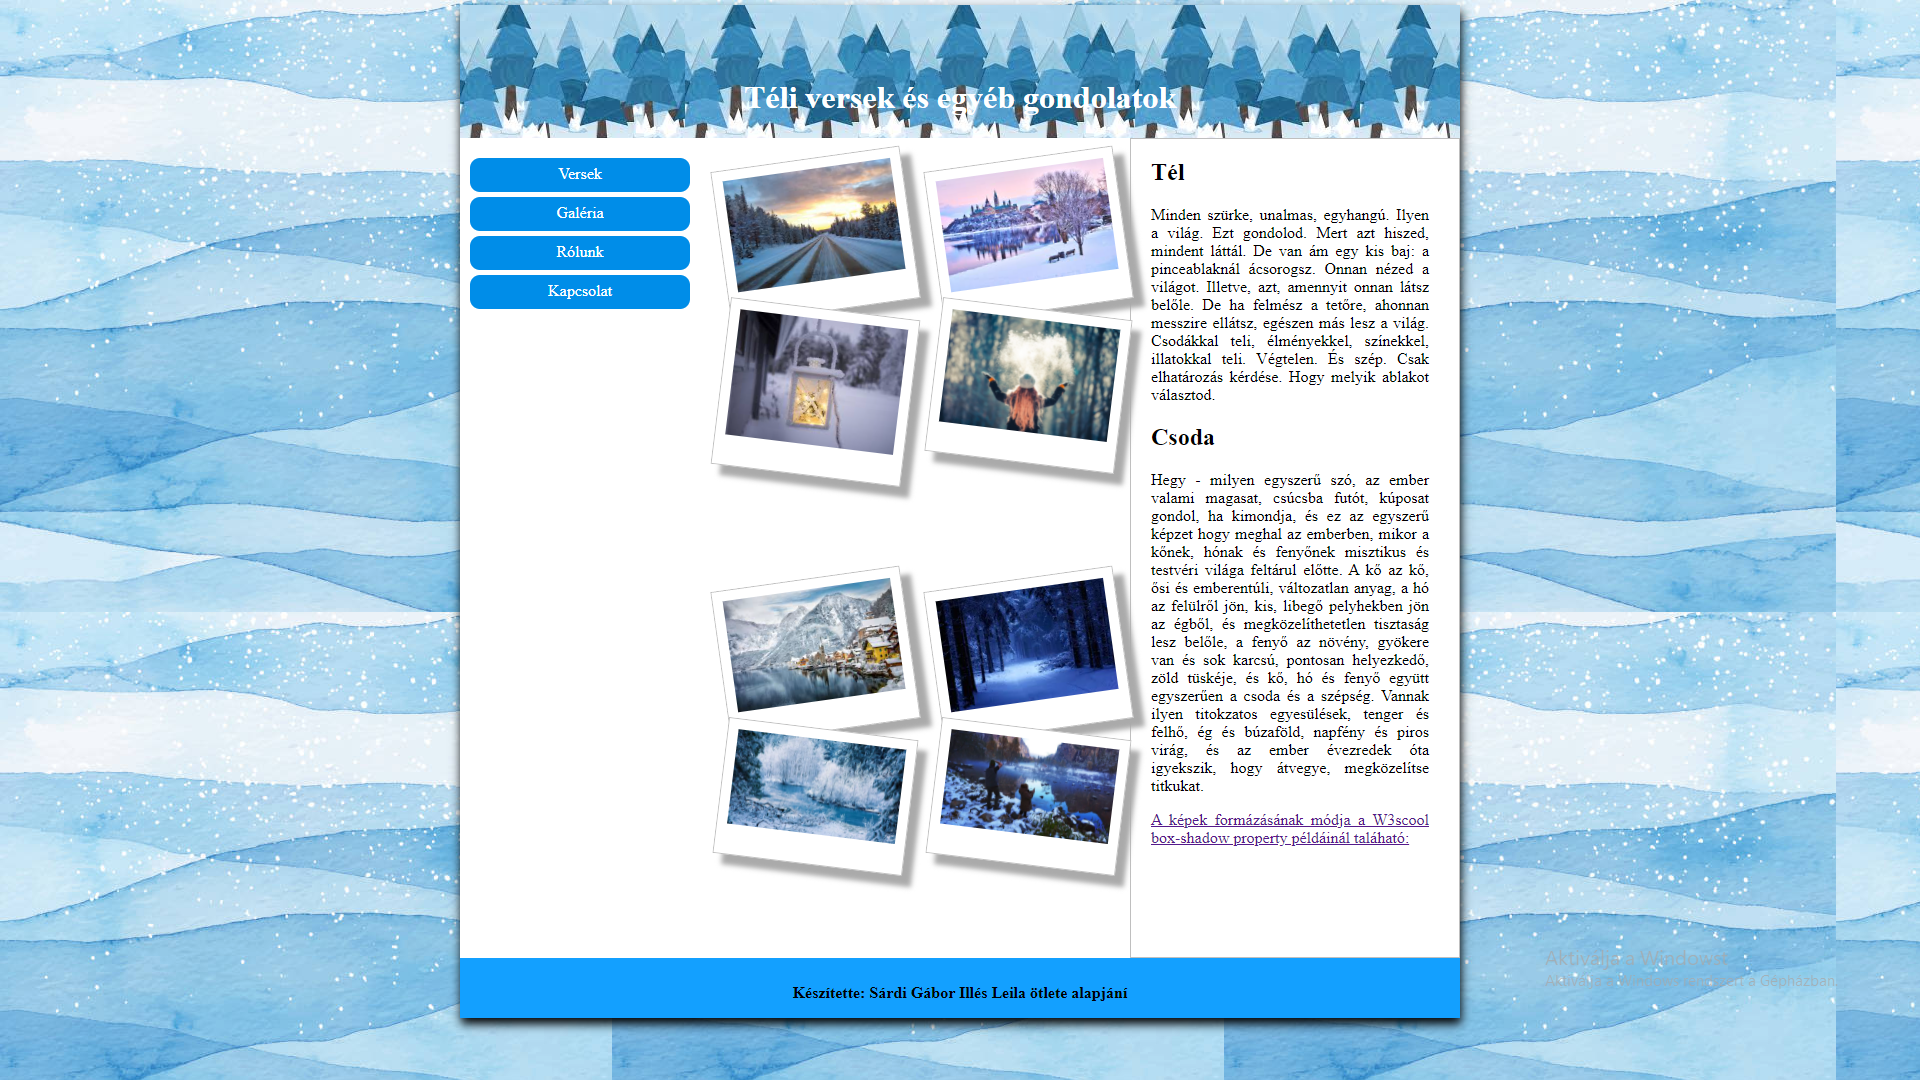 Téli versek és egyéb gondolatok
Versek
Galéria
Rólunk
Kapcsolat
Tél
Minden szürke, unalmas, egyhangú. Ilyen
a világ. Ezt gondolod. Mert azt hiszed,
mindent láttál. De van ám egy kis baj: a
pinceablaknál ácsorogsz. Onnan nézed a
világot. Illetve, azt, amennyit onnan látsz
belőle. De ha felmész a tetőre, ahonnan
messzire ellátsz, egészen más lesz a világ.
Csodákkal teli, élményekkel, színekkel,
illatokkal teli. Végtelen. És szép. Csak
elhatározás kérdése. Hogy melyik ablakot
választod.
Csoda
Hegy - milyen egyszerű szó, az ember
valami magasat, csúcsba futót, kúposat
gondol, ha kimondja, és ez az egyszerű
képzet hogy meghal az emberben, mikor a
kőnek, hónak és fenyőnek misztikus és
testvéri világa feltárul előtte. A kő az kő,
ősi és emberentúli, változatlan anyag, a hó
az felülről jön, kis, libegő pelyhekben jön
az égből, és megközelíthetetlen tisztaság
lesz belőle, a fenyő az növény, gyökere
van és sok karcsú, pontosan helyezkedő,
zöld tüskéje, és kő, hó és fenyő együtt
egyszerűen a csoda és a szépség. Vannak
ilyen titokzatos egyesülések, tenger és
felhő, ég és búzaföld, napfény és piros
virág, és az ember évezredek óta
igyekszik, hogy átvegye, megközelítse
titkukat.
A képek formázásának módja a W3scool
box-shadow property példáinál taláható:
Készítette: Sárdi Gábor Illés Leila ötlete alapjání
Aktiválja a Windowst
a Gépházban